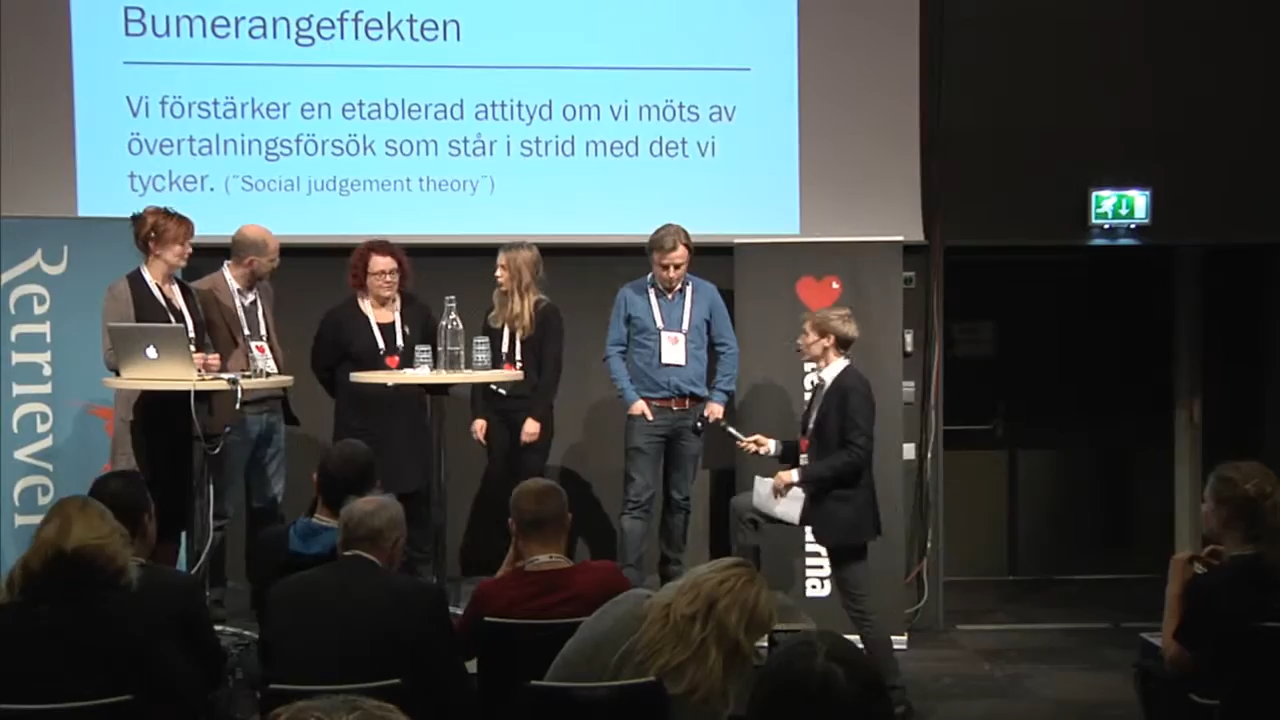 Bumerangeffekten
Vi förstärker en etablerad attityd om vi möts av
övertalningsförsök som står i strid med det vi
tycker. (¨Social judgement theory¨)
Retriever